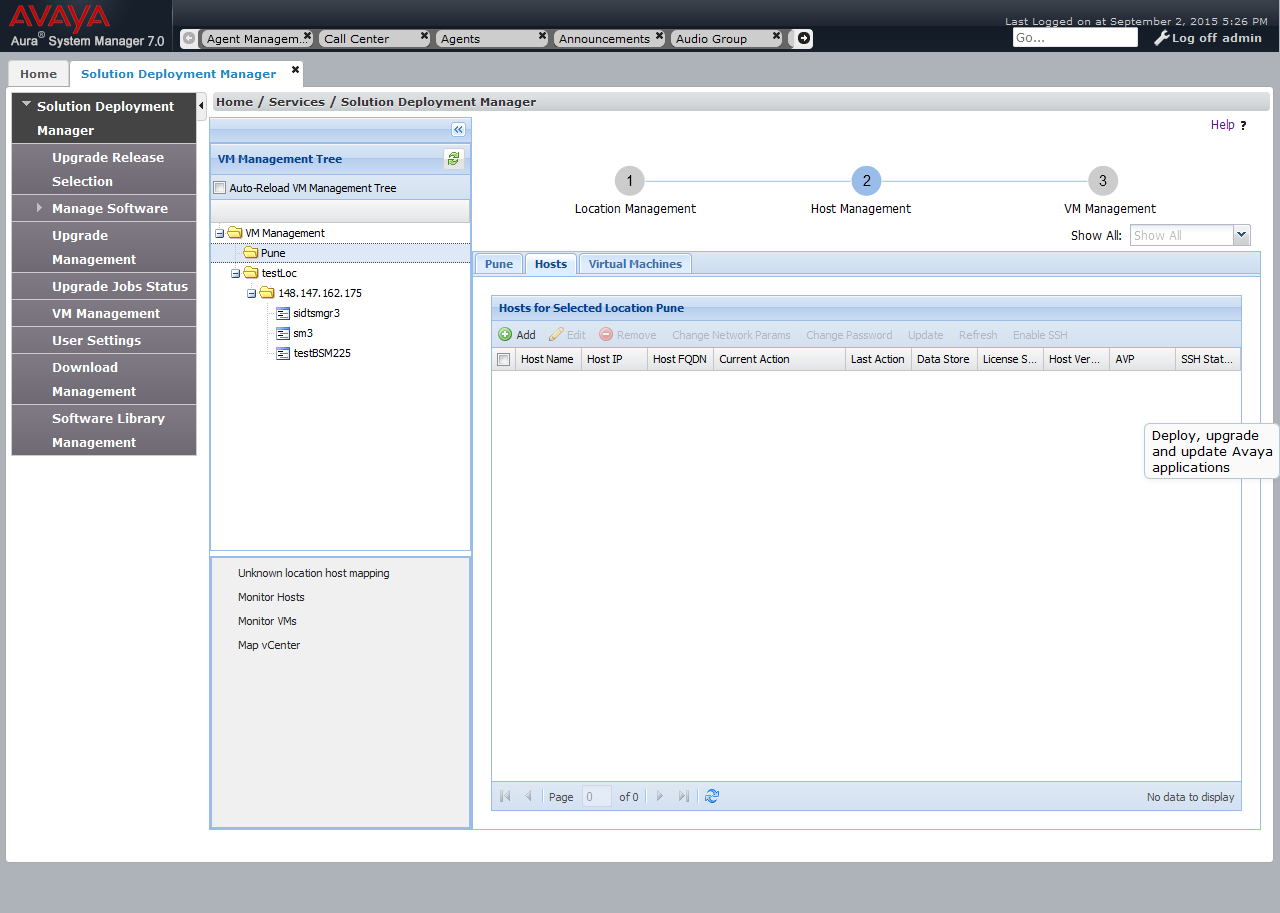 AVAYA
Aura® System Manager 7.0
Last Logged on at September 2, 2015 5:26 PM
Agent Managem...
Call Center
Agents
Announcements
Audio Group
Go...
Log off admin
Home
Solution Deployment Manager
Solution Deployment
Manager
Upgrade Release
Selection
Manage Software
Upgrade
Management
Upgrade Jobs Status
VM Management
User Settings
Download
Management
Software Library
Management
Home / Services / Solution Deployment Manager
Help ?
VM Management Tree
Auto-Reload VM Management Tree
VM Management
Pune
testLoc
148.147.162.175
sidtsmgr3
sm3
testBSM225
Unknown location host mapping
Monitor Hosts
Monitor VMs
Map vCenter
1
2
3
Location Management
Host Management
VM Management
Show All:
Show All
Pune
Hosts
Virtual Machines
Hosts for Selected Location Pune
Add
Edit
Remove
Change Network Params
Change Password
Update
Refresh
Enable SSH
Host Name
Host IP
Host FQDN
Current Action
Last Action
Data Store
License S...
Host Ver...
AVP
SSH Stat...
Deploy, upgrade
and update Avaya
applications
Page
0
of 0
No data to display